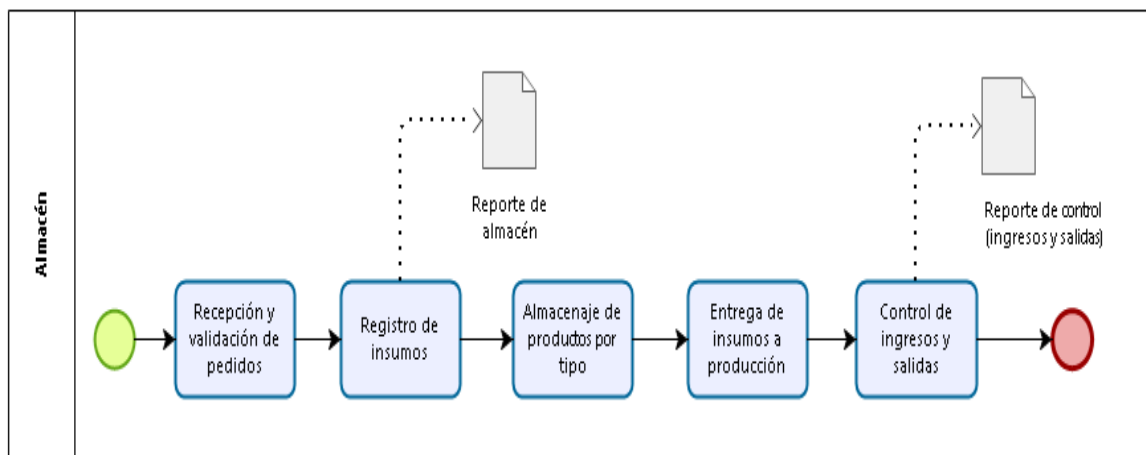 Almacén
Reporte de
almacén
Reporte de control
(ingresos y salidas)
Recepción y
validación de
pedidos
Registro de
insumos
Almacenaje de
productos por
tipo
Entrega de
insumos a
producción
Control de
ingresos y
salidas